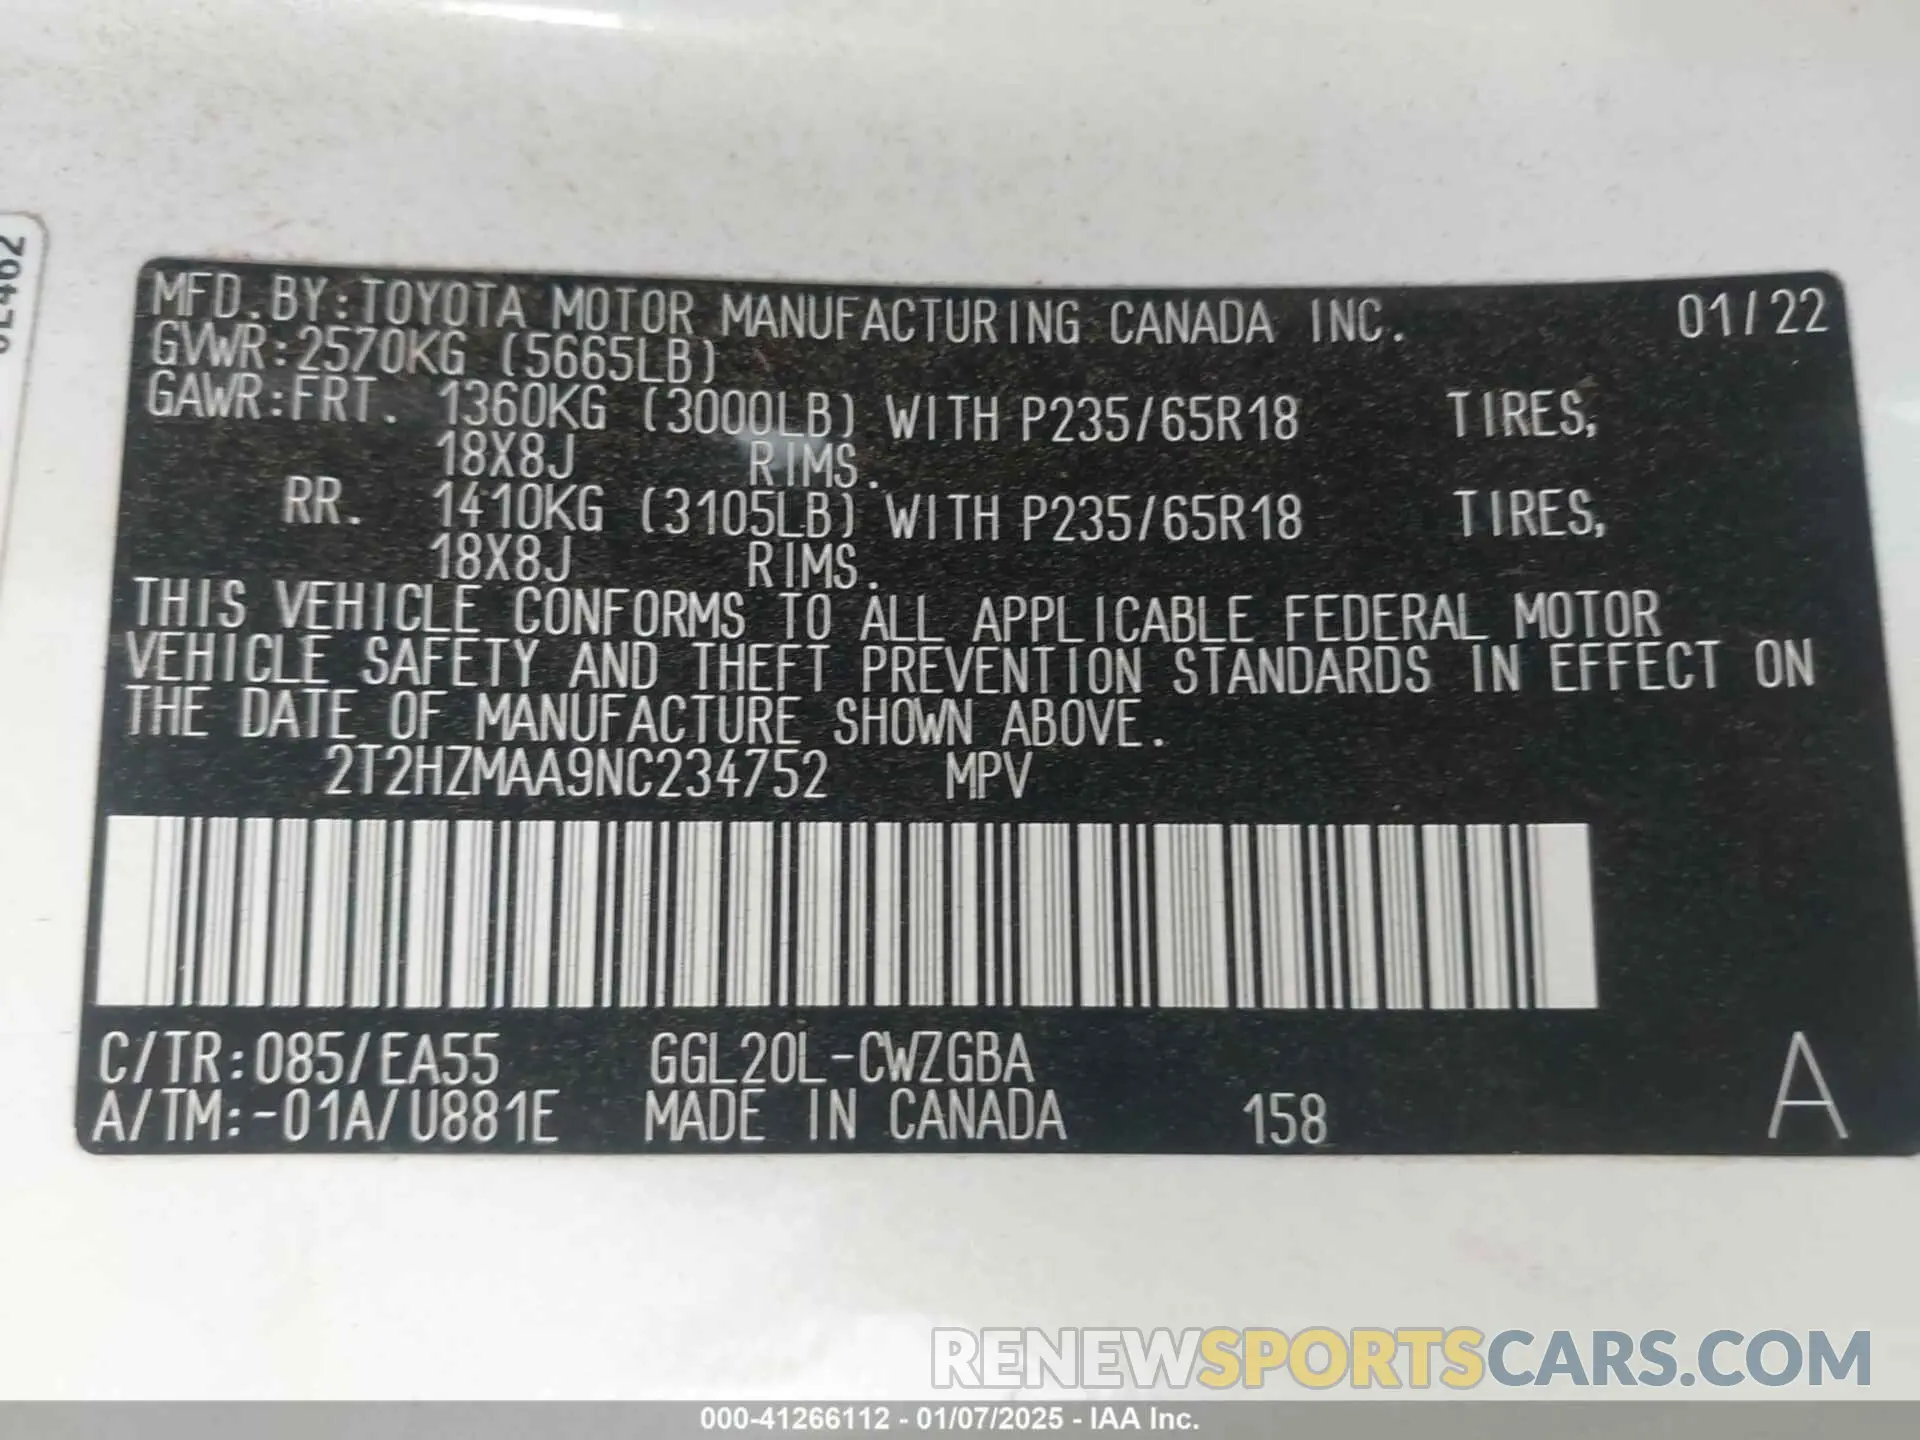 MFD.BY:TOYOTA MOTOR MANUFACTURING CANADA INC. 01/22
GVWR:2570KG (5665LB)
GAWR:FRT. 1360KG (3000LB) WITH P235/65R18 TIRES,
18X8J RIMS.
RR. 1410KG (3105LB) WITH P235/65R18 TIRES,
18X8J RIMS.
THIS VEHICLE CONFORMS TO ALL APPLICABLE FEDERAL MOTOR
VEHICLE SAFETY AND THEFT PREVENTION STANDARDS IN EFFECT ON
THE DATE OF MANUFACTURE SHOWN ABOVE.
2T2HZMAA9NC234752 MPV
C/TR:085/EA55 GGL20L-CWZGBA
A/TM:-01A/U881E MADE IN CANADA 158 A
RENEWSPORTSCARS.COM
000-41266112 - 01/07/2025 - IAA Inc.